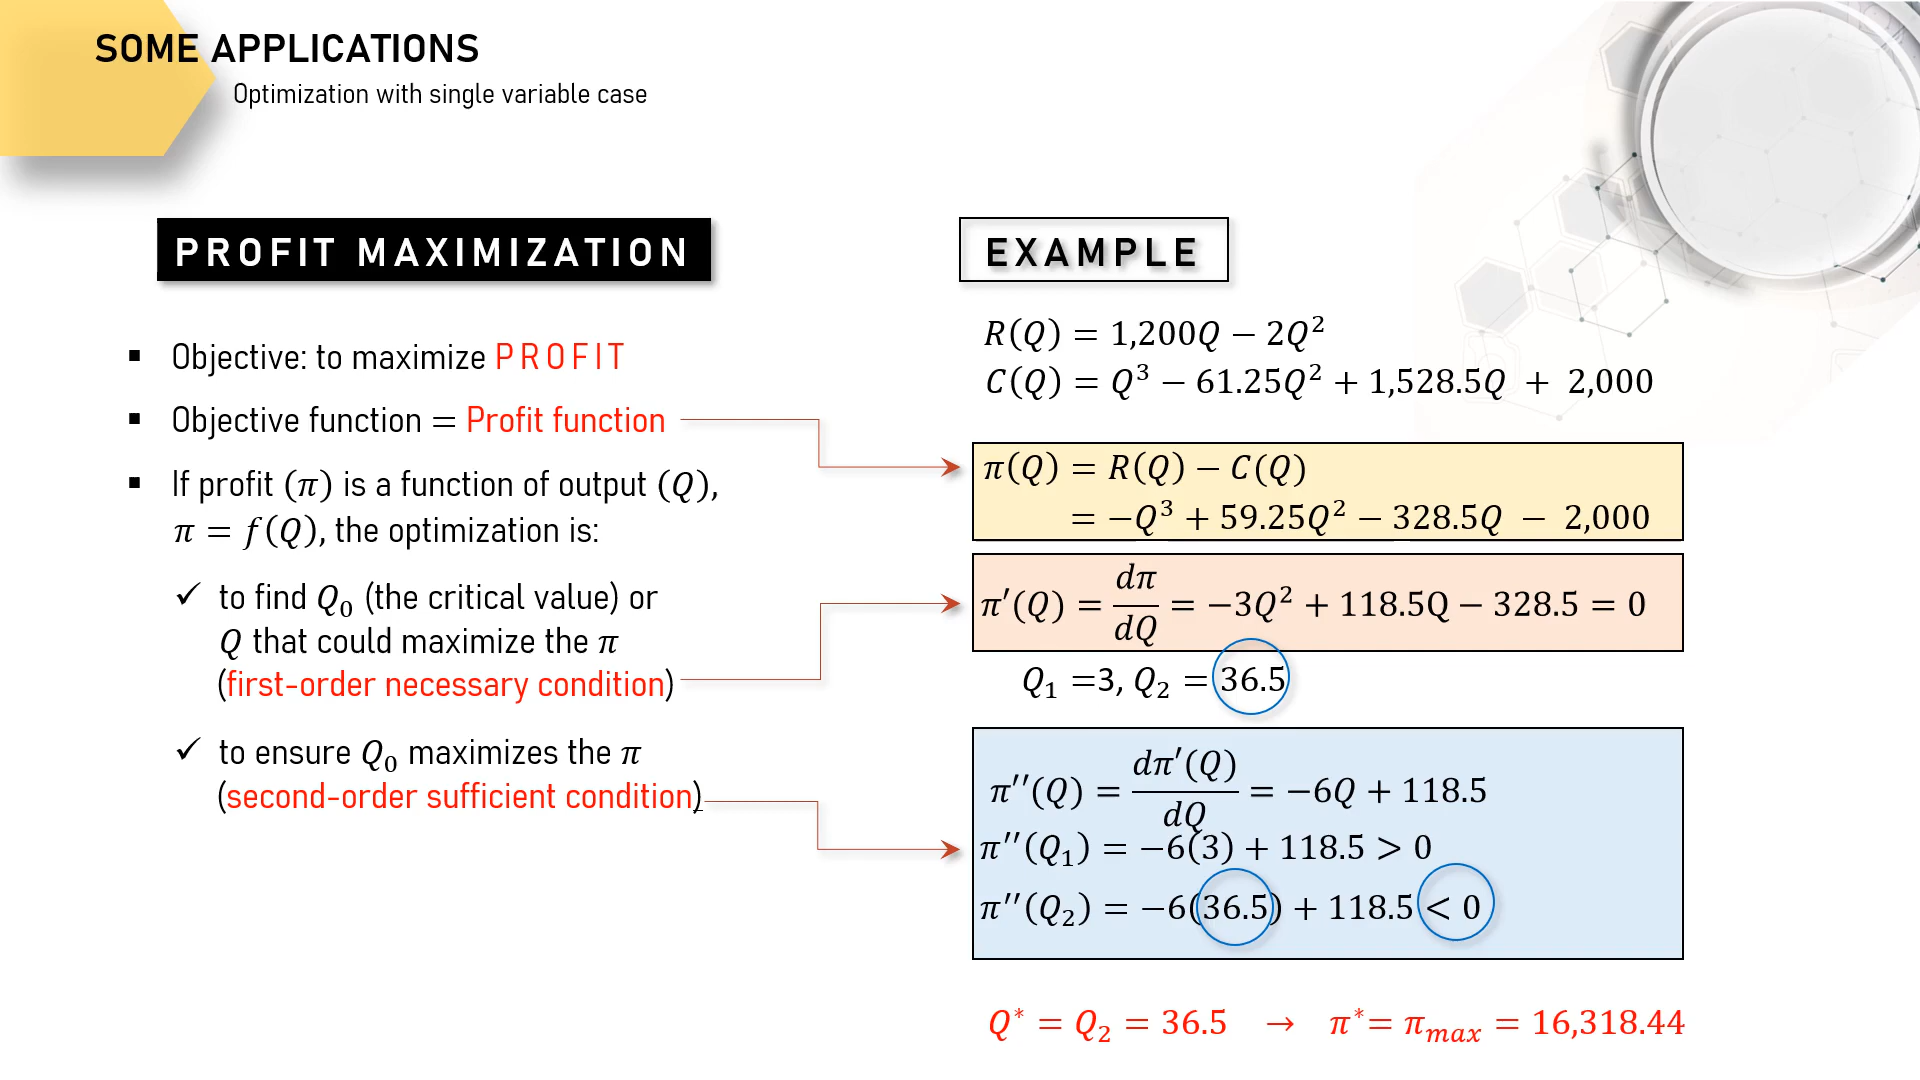 SOME APPLICATIONS
Optimization with single variable case
PROFIT MAXIMIZATION
▪ Objective: to maximize PROFIT
▪ Objective function = Profit function
▪ If profit (π) is a function of output (Q),
π = f(Q), the optimization is:
✓ to find Q₀ (the critical value) or
Q that could maximize the π
(first-order necessary condition)
✓ to ensure Q₀ maximizes the π
(second-order sufficient condition)
EXAMPLE
R(Q) = 1,200Q − 2Q²
C(Q) = Q³ − 61.25Q² + 1,528.5Q + 2,000
π(Q) = R(Q) − C(Q)
= −Q³ + 59.25Q² − 328.5Q − 2,000
π′(Q) = dπ/dQ = −3Q² + 118.5Q − 328.5 = 0
Q₁ =3, Q₂ = 36.5
π′′(Q) = dπ′(Q)/dQ = −6Q + 118.5
π′′(Q₁) = −6(3) + 118.5 > 0
π′′(Q₂) = −6(36.5) + 118.5 < 0
Q* = Q₂ = 36.5 → π*= πₘₐₓ = 16,318.44